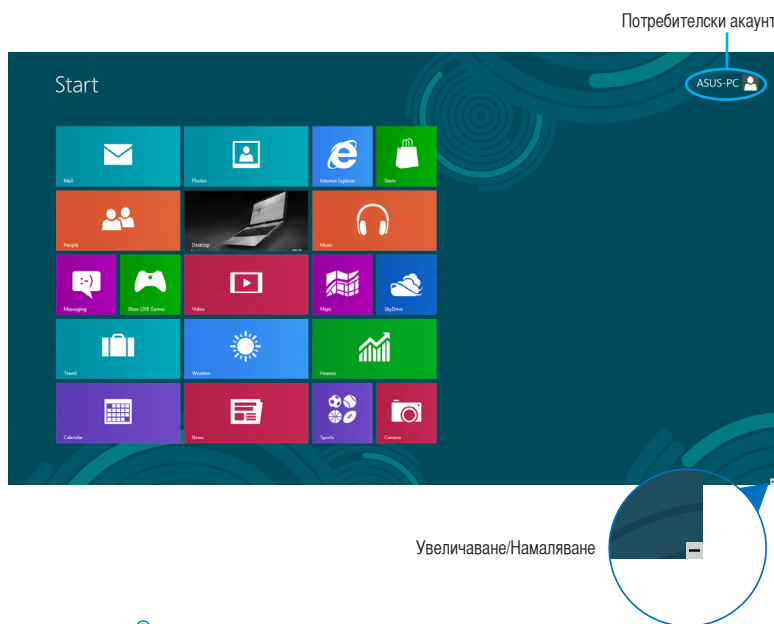 Потребителски акаунт
Start
ASUS-PC
Mail
Photos
Internet Explorer
Store
People
Desktop
Music
Messaging
Xbox LIVE Games
Video
Maps
SkyDrive
Travel
Weather
Finance
Calendar
News
Sports
Camera
Увеличаване/Намаляване